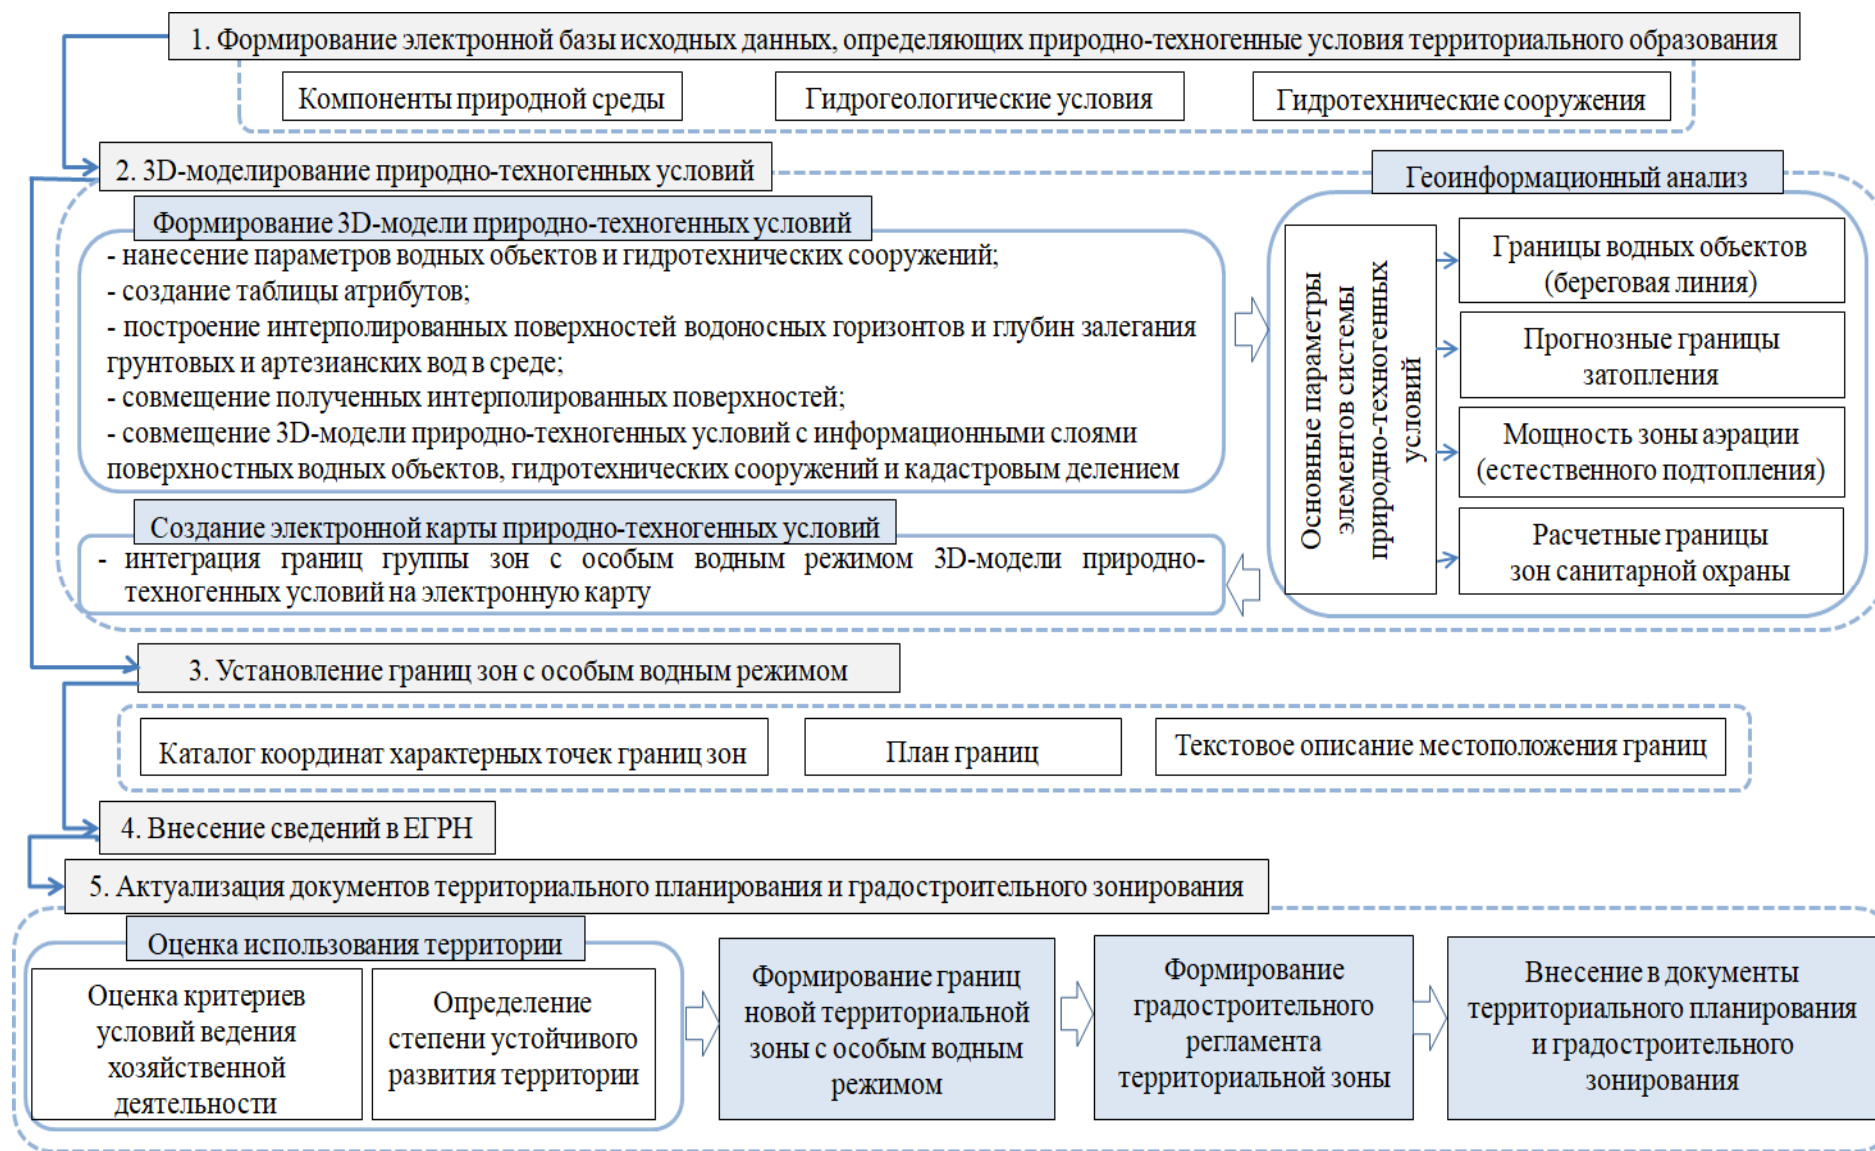 1. Формирование электронной базы исходных данных, определяющих природно-техногенные условия территориального образования
Компоненты природной среды
Гидрогеологические условия
Гидротехнические сооружения
2. 3D-моделирование природно-техногенных условий
Формирование 3D-модели природно-техногенных условий
- нанесение параметров водных объектов и гидротехнических сооружений;
- создание таблицы атрибутов;
- построение интерполированных поверхностей водоносных горизонтов и глубин залегания
грунтовых и артезианских вод в среде;
- совмещение полученных интерполированных поверхностей;
- совмещение 3D-модели природно-техногенных условий с информационными слоями
поверхностных водных объектов, гидротехнических сооружений и кадастровым делением
Геоинформационный анализ
Основные параметры
элементов системы
природно-техногенных
условий
Границы водных объектов
(береговая линия)
Прогнозные границы
затопления
Мощность зоны аэрации
(естественного подтопления)
Расчетные границы
зон санитарной охраны
Создание электронной карты природно-техногенных условий
- интеграция границ группы зон с особым водным режимом 3D-модели природно-
техногенных условий на электронную карту
3. Установление границ зон с особым водным режимом
Каталог координат характерных точек границ зон
План границ
Текстовое описание местоположения границ
4. Внесение сведений в ЕГРН
5. Актуализация документов территориального планирования и градостроительного зонирования
Оценка использования территории
Оценка критериев
условий ведения
хозяйственной
деятельности
Определение
степени устойчивого
развития территории
Формирование границ
новой территориальной
зоны с особым водным
режимом
Формирование
градостроительного
регламента
территориальной зоны
Внесение в документы
территориального планирования
и градостроительного
зонирования